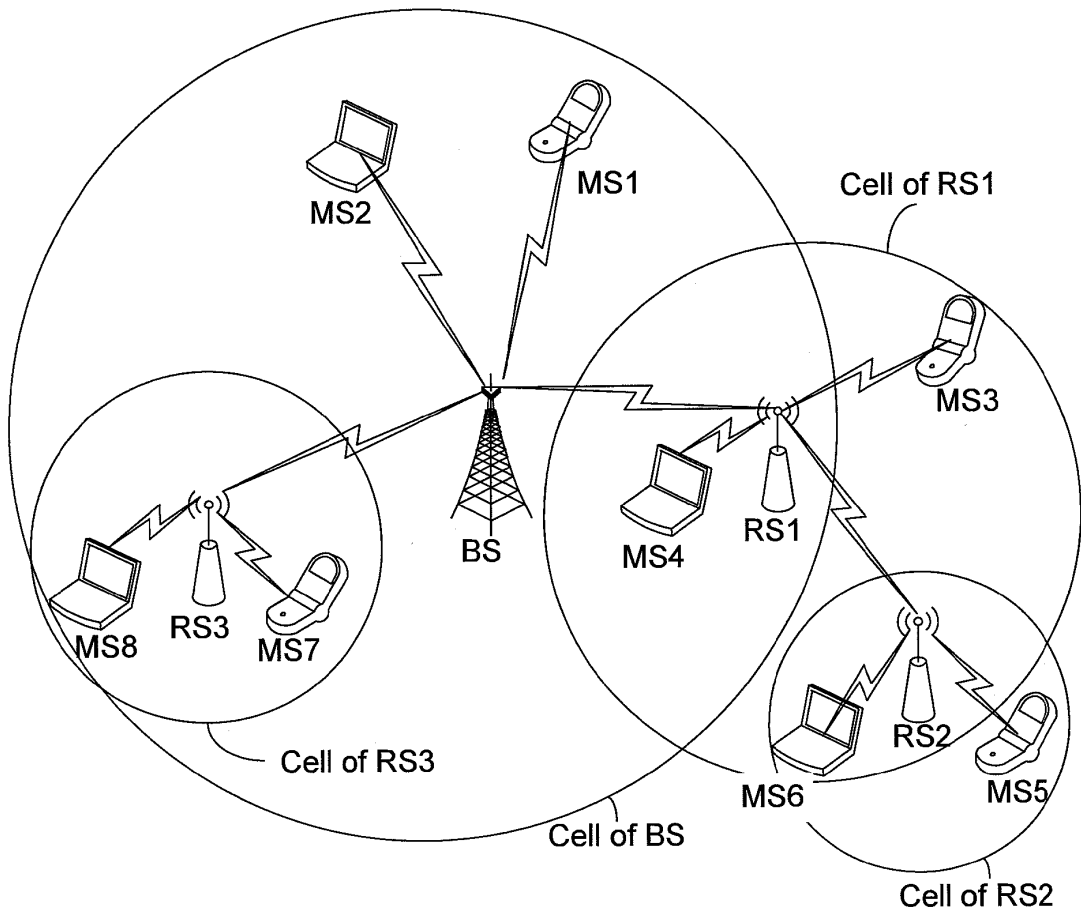 MS1
MS2
Cell of RS1
MS3
RS1
MS4
BS
RS3
MS8
MS7
RS2
Cell of RS3
MS6
MS5
Cell of BS
Cell of RS2